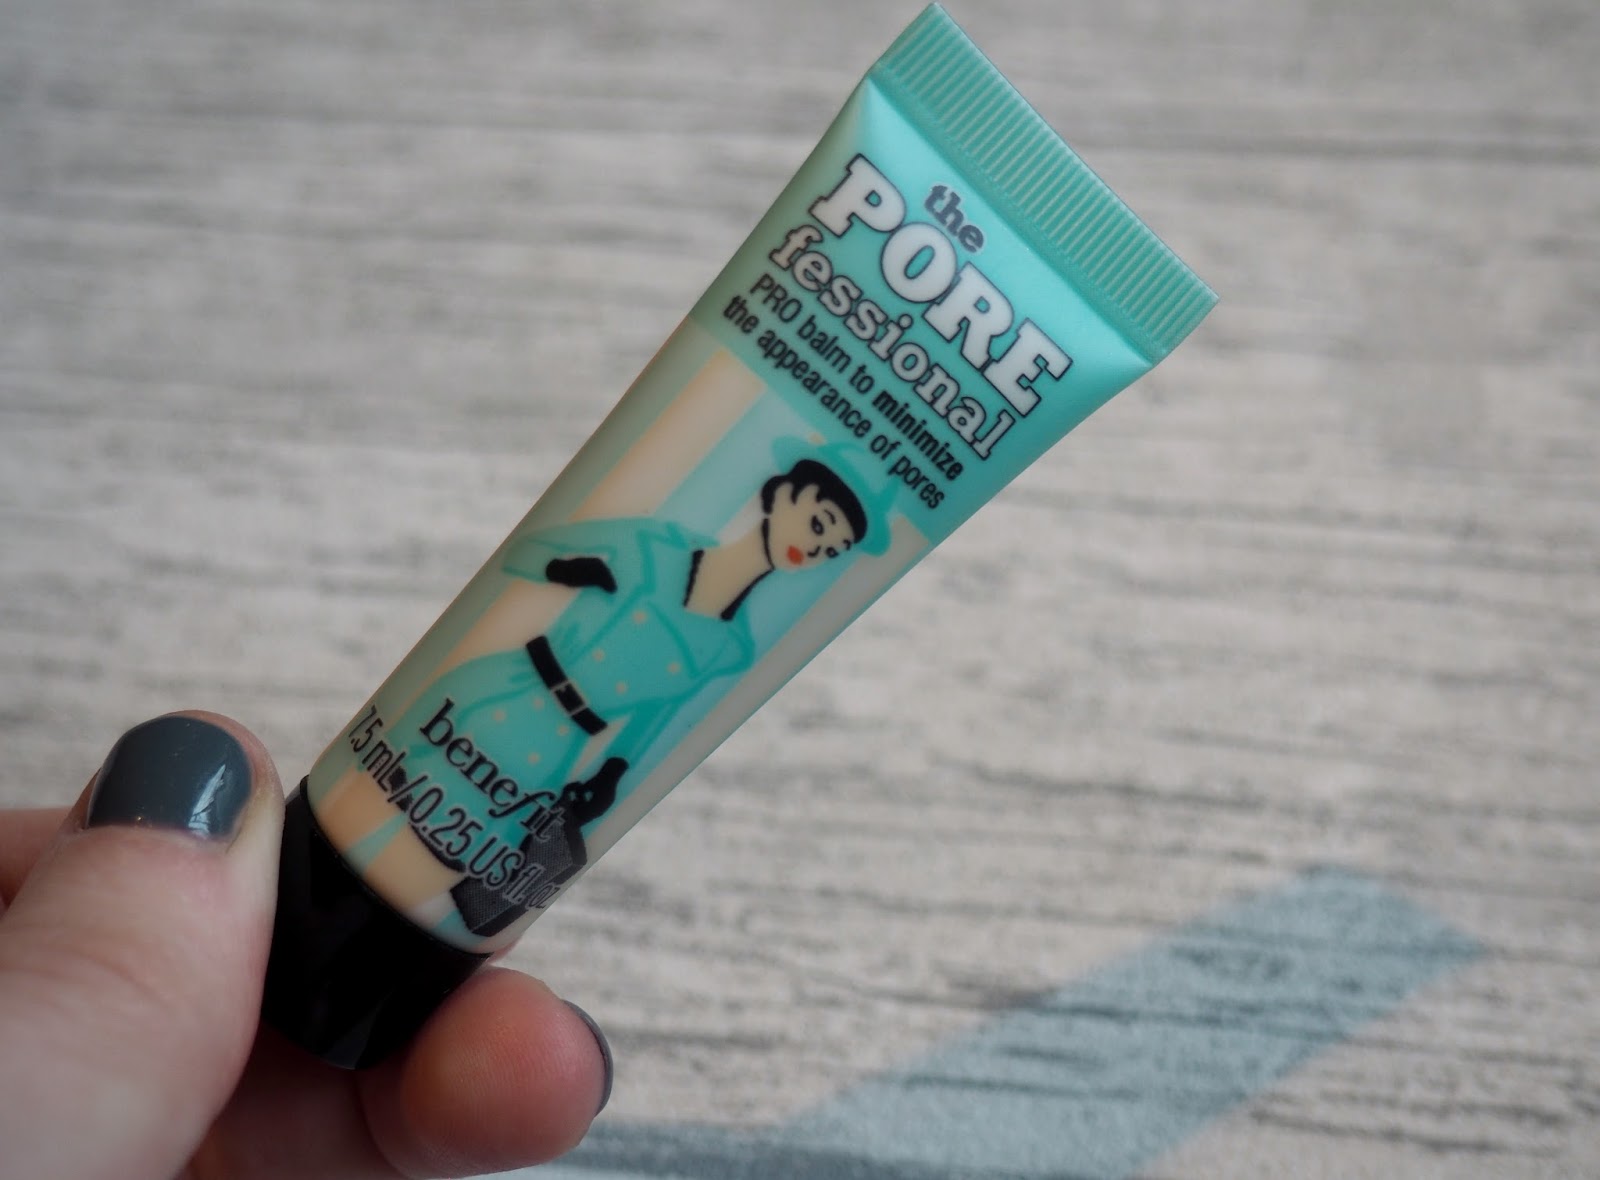 the
PORE
fessional
PRO balm to minimize
the appearance of pores
benefit
7.5 mL/0.25 US fl. oz